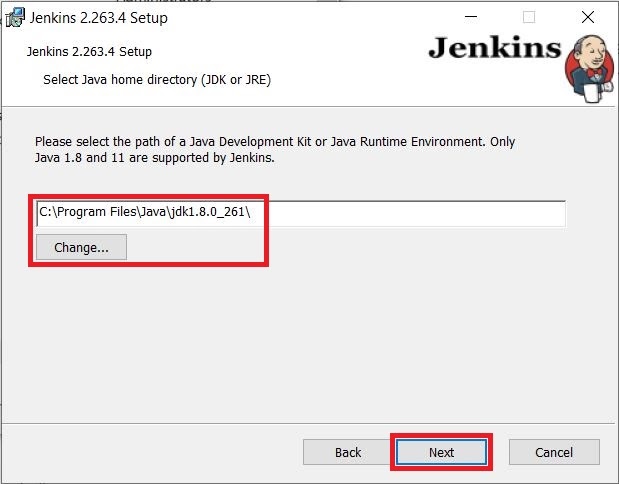 Jenkins 2.263.4 Setup
Jenkins 2.263.4 Setup
Jenkins
Select Java home directory (JDK or JRE)
Please select the path of a Java Development Kit or Java Runtime Environment. Only
Java 1.8 and 11 are supported by Jenkins.
C:\Program Files\Java\jdk1.8.0_261\
Change...
Back
Next
Cancel